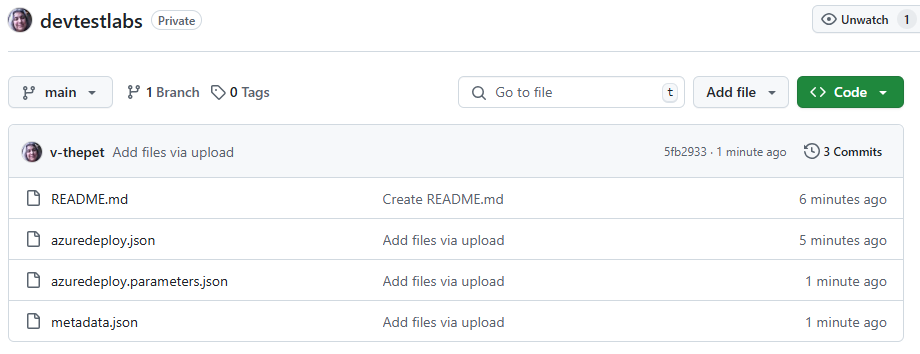 devtestlabs Private Unwatch 1
main 1 Branch 0 Tags Go to file t Add file Code
v-thepet Add files via upload 5fb2933 · 1 minute ago 3 Commits
README.md Create README.md 6 minute ago
azuredeploy.json Add files via upload 5 minute ago
azuredeploy.parameters.json Add files via upload 1 minute ago
metadata.json Add files via upload 1 minute ago